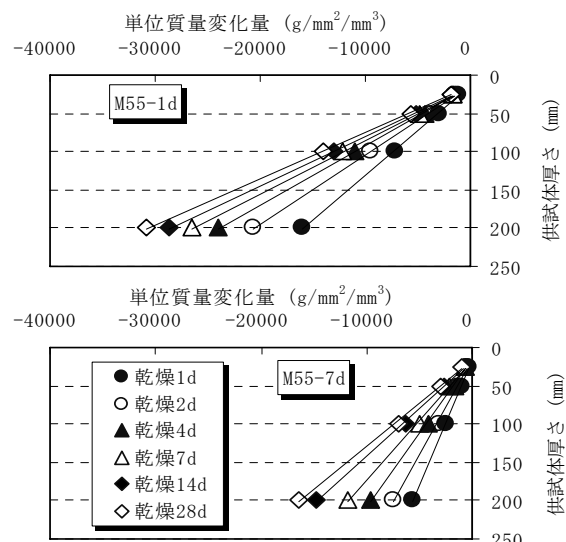 単位質量変化量 (g/mm²/mm³)
-40000 -30000 -20000 -10000 0
0
50
100
150
200
250
供試体厚さ (mm)
M55-1d
単位質量変化量 (g/mm²/mm³)
-40000 -30000 -20000 -10000 0
0
50
100
150
200
250
供試体厚さ (mm)
M55-7d
乾燥1d
乾燥2d
乾燥4d
乾燥7d
乾燥14d
乾燥28d